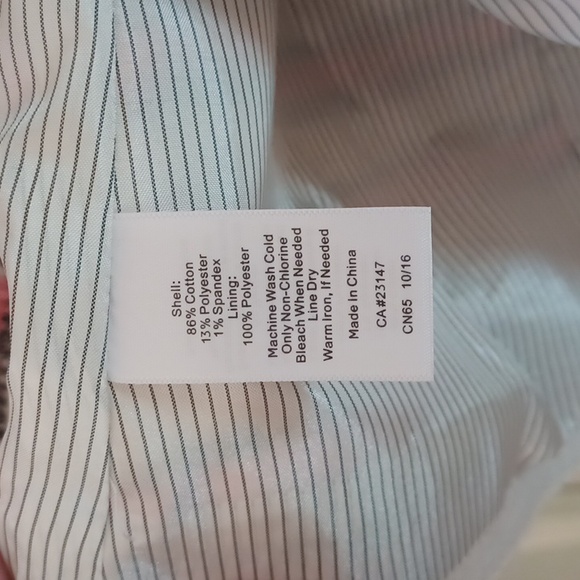 Shell:
86% Cotton
13% Polyester
1% Spandex
Lining:
100% Polyester
Machine Wash Cold
Only Non-Chlorine
Bleach When Needed
Line Dry
Warm Iron, If Needed
Made In China
CA#23147
CN65 10/16